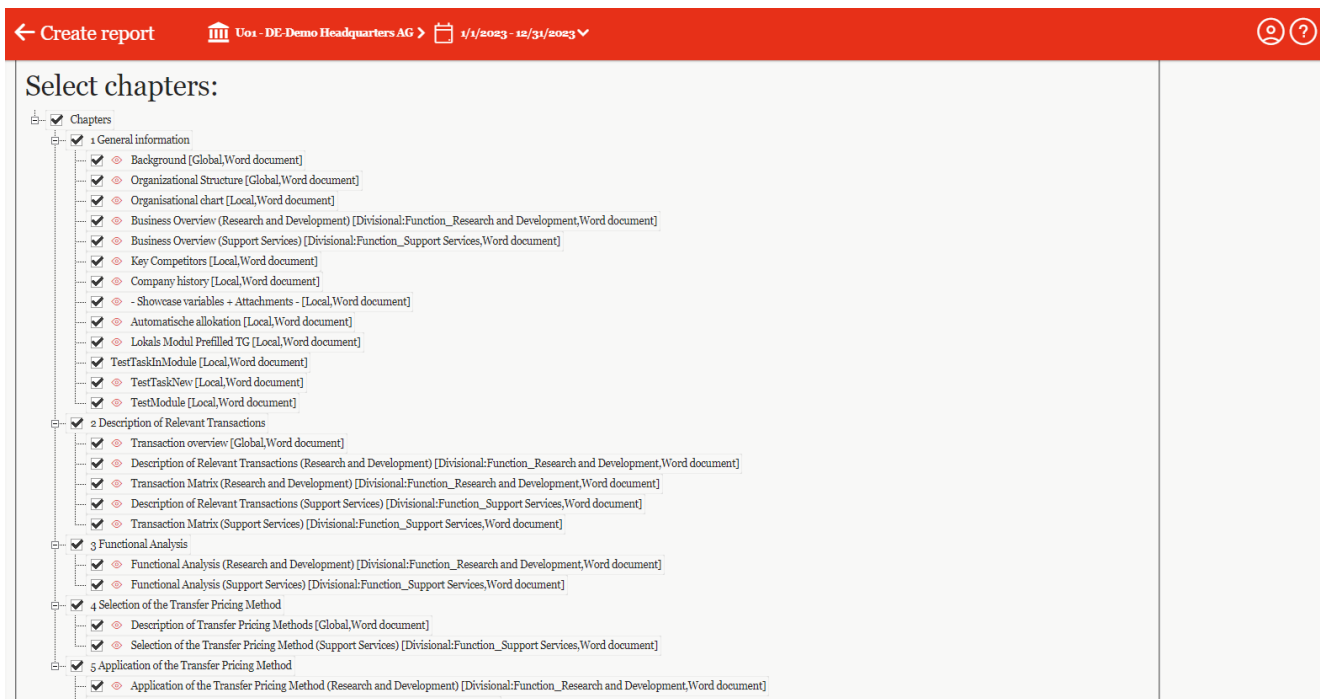 Create report
U01 - DE-Demo Headquarters AG
1/1/2023 - 12/31/2023
?
Select chapters:
Chapters
1 General information
Background [Global,Word document]
Organizational Structure [Global,Word document]
Organisational chart [Local,Word document]
Business Overview (Research and Development) [Divisional:Function_Research and Development,Word document]
Business Overview (Support Services) [Divisional:Function_Support Services,Word document]
Key Competitors [Local,Word document]
Company history [Local,Word document]
- Showcase variables + Attachments - [Local,Word document]
Automatische allokation [Local,Word document]
Lokals Modul Prefilled TG [Local,Word document]
TestTaskInModule [Local,Word document]
TestTaskNew [Local,Word document]
TestModule [Local,Word document]
2 Description of Relevant Transactions
Transaction overview [Global,Word document]
Description of Relevant Transactions (Research and Development) [Divisional:Function_Research and Development,Word document]
Transaction Matrix (Research and Development) [Divisional:Function_Research and Development,Word document]
Description of Relevant Transactions (Support Services) [Divisional:Function_Support Services,Word document]
Transaction Matrix (Support Services) [Divisional:Function_Support Services,Word document]
3 Functional Analysis
Functional Analysis (Research and Development) [Divisional:Function_Research and Development,Word document]
Functional Analysis (Support Services) [Divisional:Function_Support Services,Word document]
4 Selection of the Transfer Pricing Method
Description of Transfer Pricing Methods [Global,Word document]
Selection of the Transfer Pricing Method (Support Services) [Divisional:Function_Support Services,Word document]
5 Application of the Transfer Pricing Method
Application of the Transfer Pricing Method (Research and Development) [Divisional:Function_Research and Development,Word document]